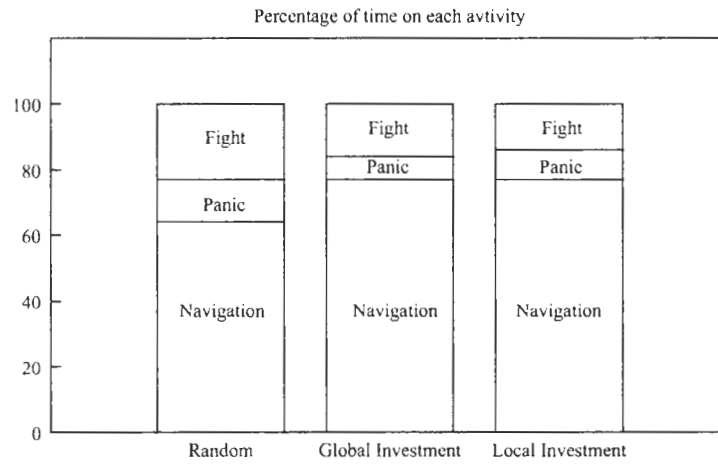 Percentage of time on each avtivity
100
80
60
40
20
0
Fight
Panic
Navigation
Fight
Panic
Navigation
Fight
Panic
Navigation
Random
Global Investment
Local Investment